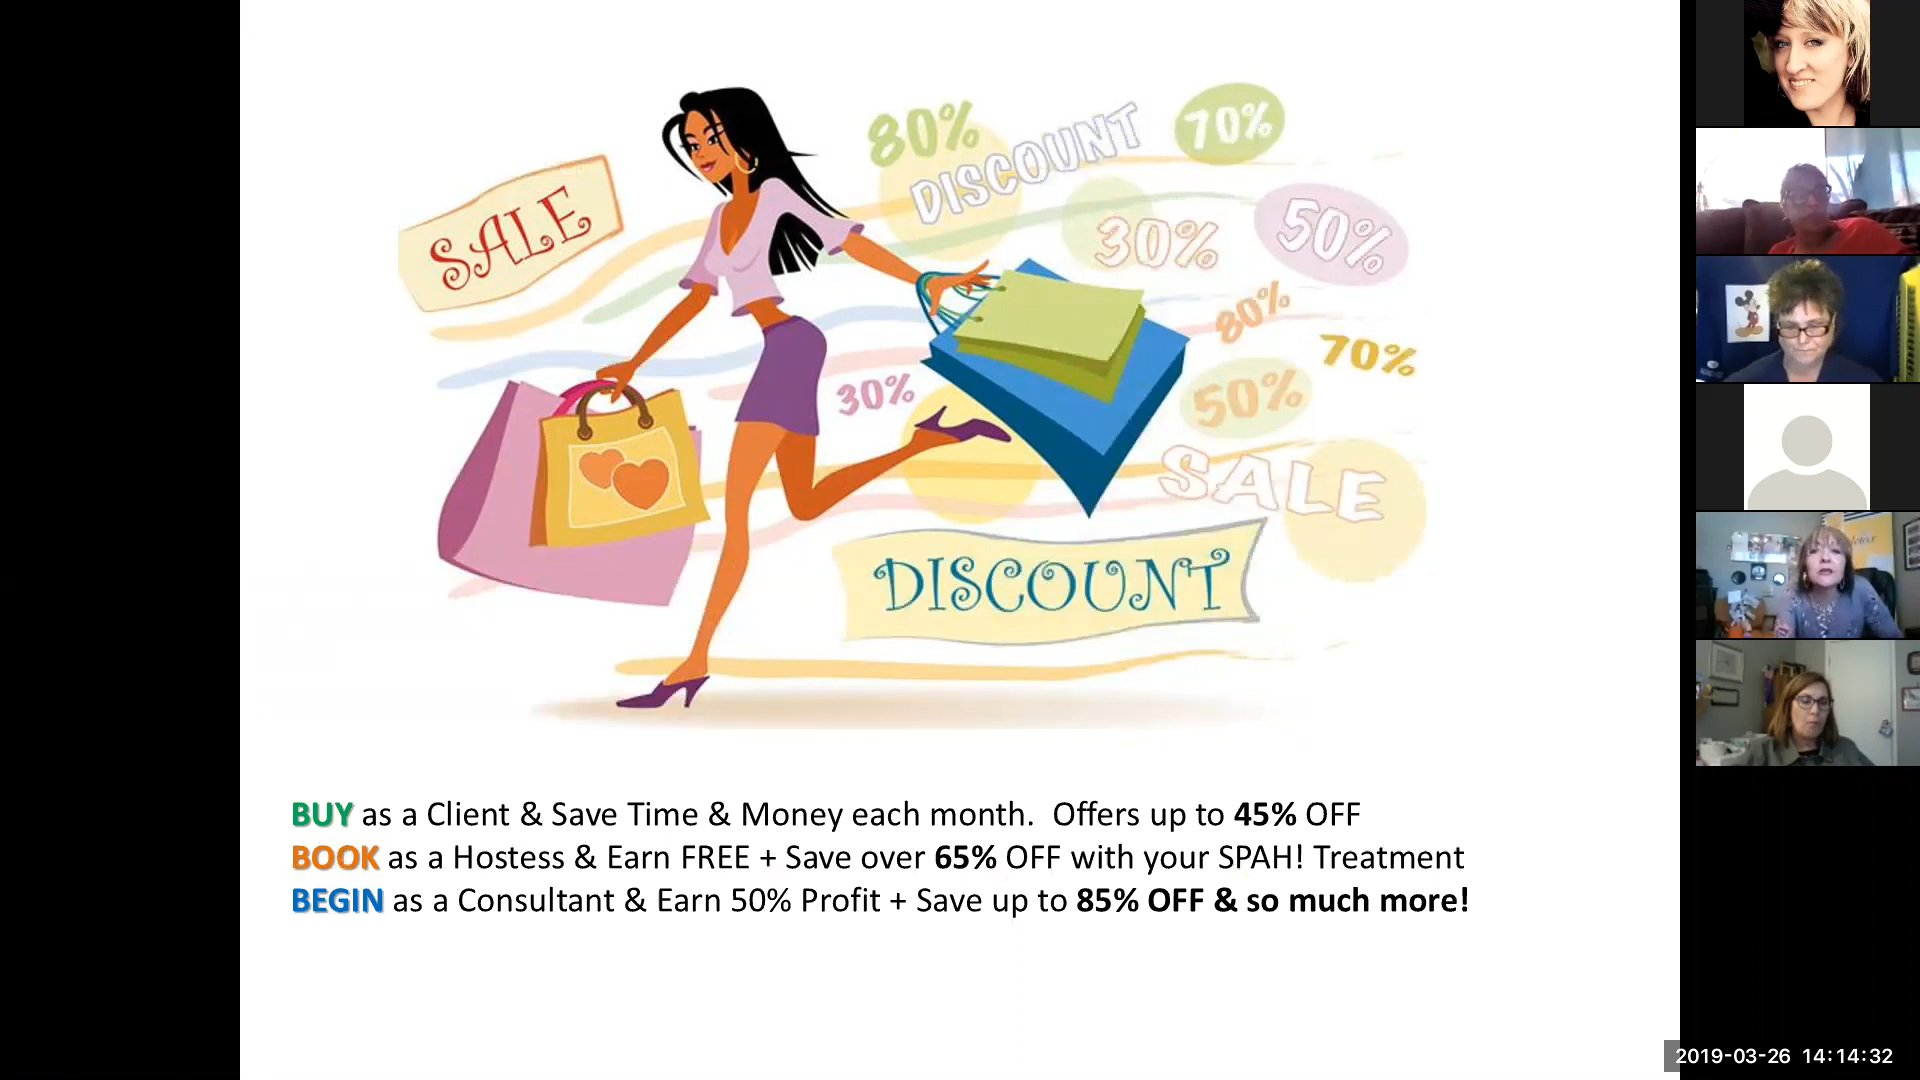 SALE
80%
DISCOUNT
70%
30%
50%
80%
70%
30%
50%
SALE
DISCOUNT
BUY as a Client & Save Time & Money each month.  Offers up to 45% OFF
BOOK as a Hostess & Earn FREE + Save over 65% OFF with your SPAH! Treatment
BEGIN as a Consultant & Earn 50% Profit + Save up to 85% OFF & so much more!
2019-03-26 14:14:32